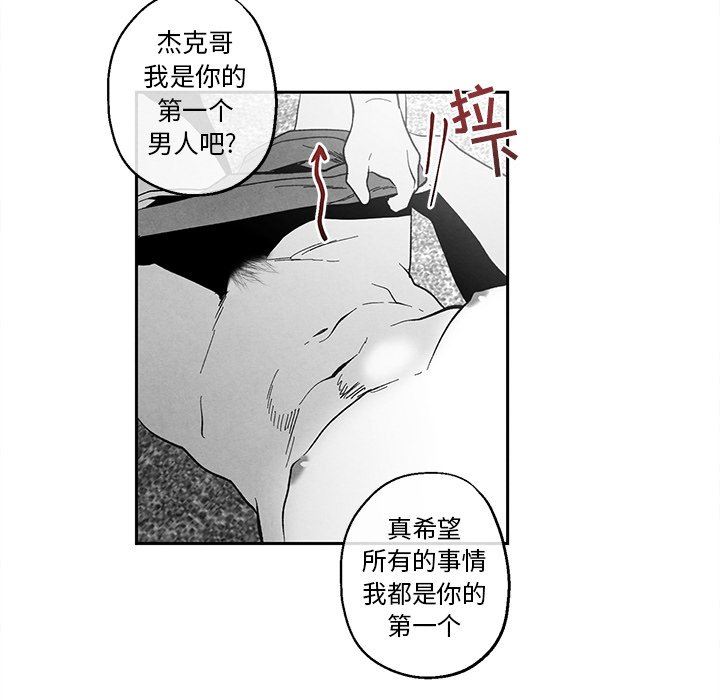 杰克哥
我是你的
第一个
男人吧?
拉下
真希望
所有的事情
我都是你的
第一个